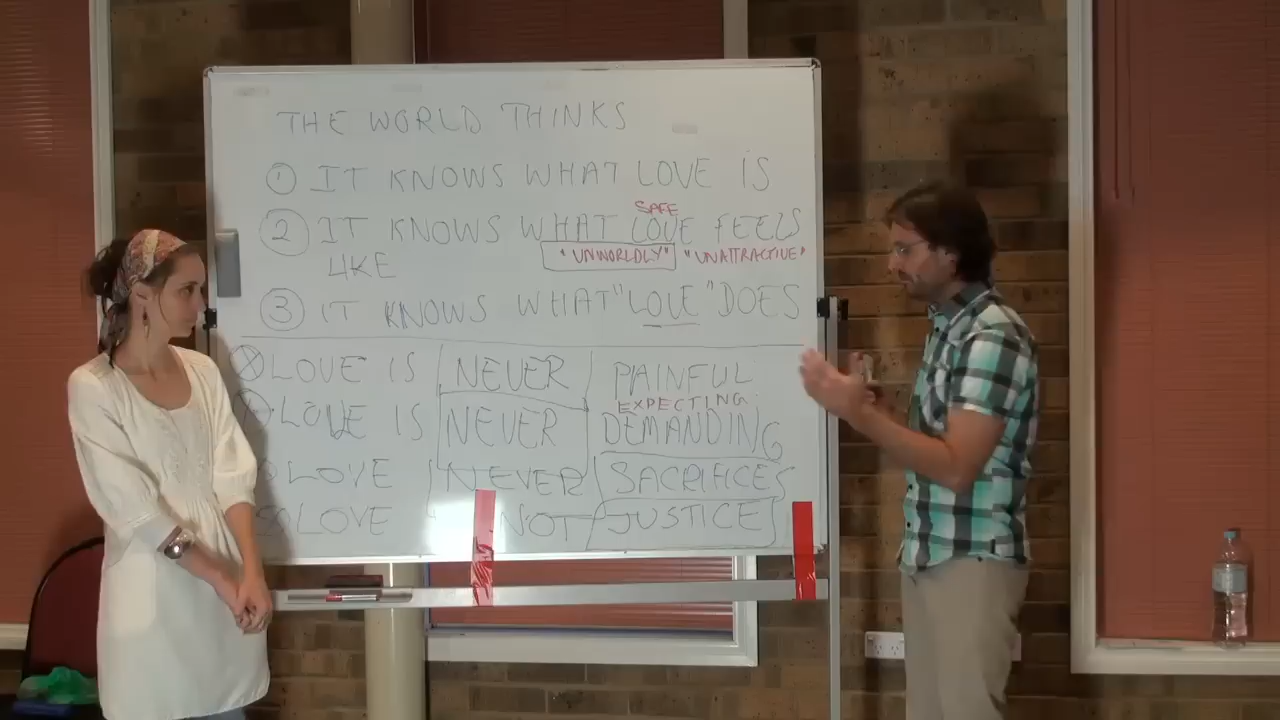 THE WORLD THINKS
1 IT KNOWS WHAT LOVE IS
SAFE
2 IT KNOWS WHAT LOVE FEELS
LIKE "UNWORLDLY" "UNATTRACTIVE"
3 IT KNOWS WHAT "LOVE" DOES
LOVE IS NEVER PAINFUL
EXPECTING
LOVE IS NEVER DEMANDING
LOVE NEVER SACRIFICES
LOVE NOT JUSTICE